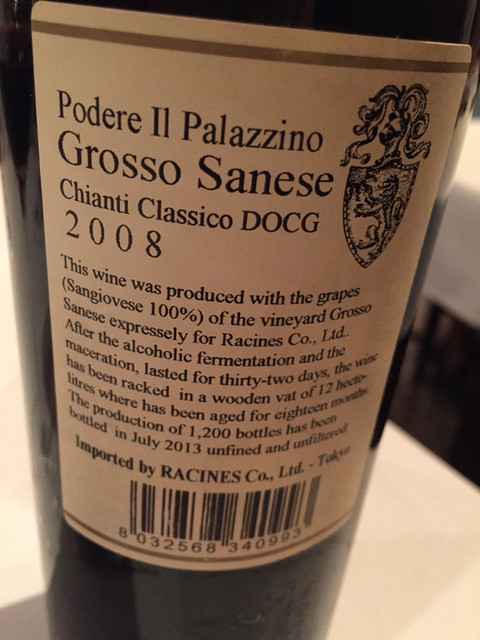 Podere Il Palazzino
Grosso Sanese
Chianti Classico DOCG
2008
This wine was produced with the grapes
(Sangiovese 100%) of the vineyard Grosso
Sanese expressely for Racines Co., Ltd..
After the alcoholic fermentation and the
maceration, lasted for thirty-two days, the wine
has been racked in a wooden vat of 12 hecto-
litres where has been aged for eighteen months.
The production of 1,200 bottles has been
bottled in July 2013 unfined and unfiltered.
Imported by RACINES Co., Ltd. - Tokyo
8 032568 340993